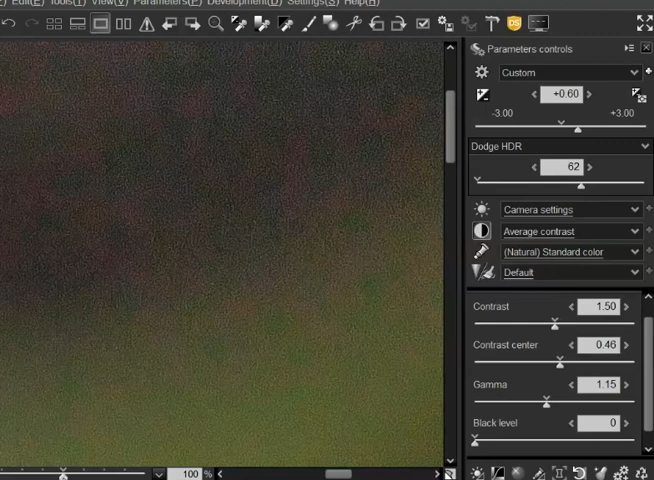 Edit(E) Tools(T) View(V) Parameters(P) Development(D) Settings(S) Help(H)
DS
Parameters controls
Custom
+0.60
-3.00 +3.00
Dodge HDR
62
Camera settings
Average contrast
(Natural) Standard color
Default
Contrast 1.50
Contrast center 0.46
Gamma 1.15
Black level 0
100 %